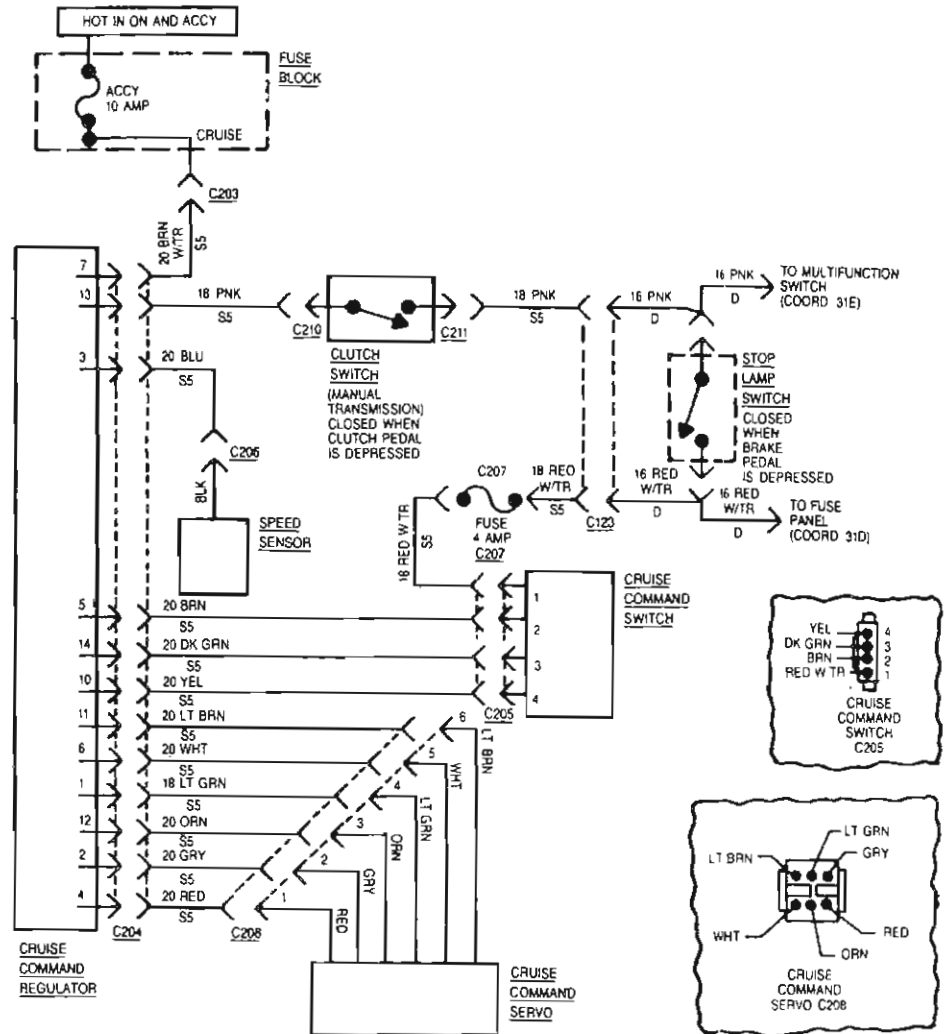 HOT IN ON AND ACCY
FUSE
BLOCK
ACCY
10 AMP
CRUISE
C203
20 BRN
W/TR
S5
7
13
18 PNK
S5
C210
C211
18 PNK
S5
16 PNK
D
16 PNK
D
TO MULTIFUNCTION
SWITCH
(COORD 31E)
CLUTCH
SWITCH
(MANUAL
TRANSMISSION)
CLOSED WHEN
CLUTCH PEDAL
IS DEPRESSED
STOP
LAMP
SWITCH
CLOSED
WHEN
BRAKE
PEDAL
IS DEPRESSED
3
20 BLU
S5
C206
BLK
SPEED
SENSOR
C207
FUSE
4 AMP
C207
18 RED
W/TR
S5
C123
16 RED
W/TR
D
16 RED
W/TR
D
TO FUSE
PANEL
(COORD 31D)
18 RED W TR
S5
CRUISE
COMMAND
SWITCH
1
2
3
4
C205
5
20 BRN
S5
14
20 DK GRN
S5
10
20 YEL
S5
11
20 LT BRN
S5
6
20 WHT
S5
1
18 LT GRN
S5
12
20 ORN
S5
2
20 GRY
S5
4
20 RED
S5
C204
C208
6
5
4
3
2
1
LT BRN
WHT
LT GRN
ORN
GRY
RED
CRUISE
COMMAND
REGULATOR
CRUISE
COMMAND
SERVO
YEL
DK GRN
BRN
RED W TR
4
3
2
1
CRUISE
COMMAND
SWITCH
C205
LT GRN
LT BRN
GRY
WHT
RED
ORN
CRUISE
COMMAND
SERVO C208